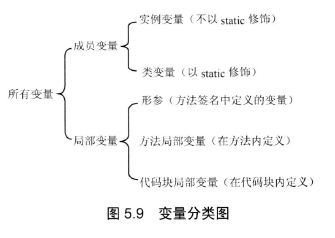 实例变量（不以 static 修饰）
成员变量
类变量（以 static 修饰）
所有变量
形参（方法签名中定义的变量）
局部变量
方法局部变量（在方法内定义）
代码块局部变量（在代码块内定义）
图 5.9 变量分类图